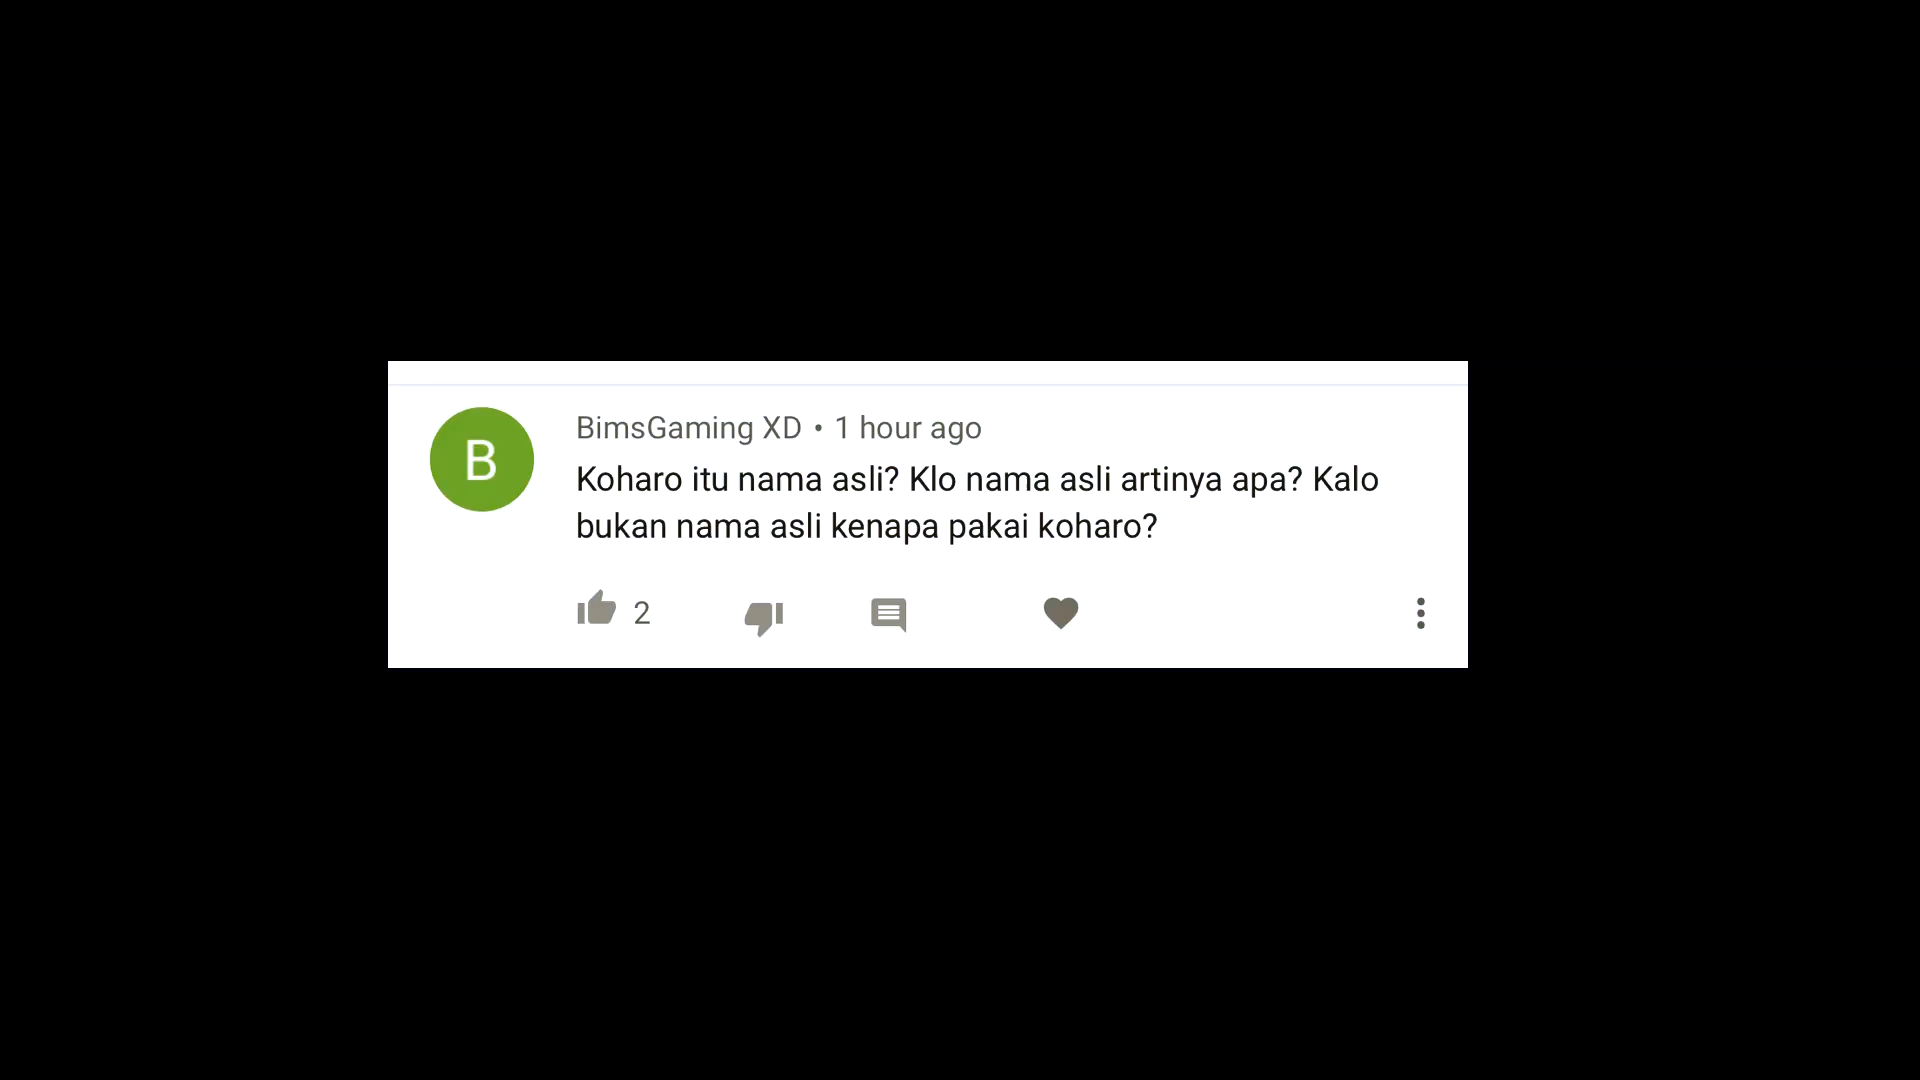 B
BimsGaming XD • 1 hour ago
Koharo itu nama asli? Klo nama asli artinya apa? Kalo
bukan nama asli kenapa pakai koharo?
2